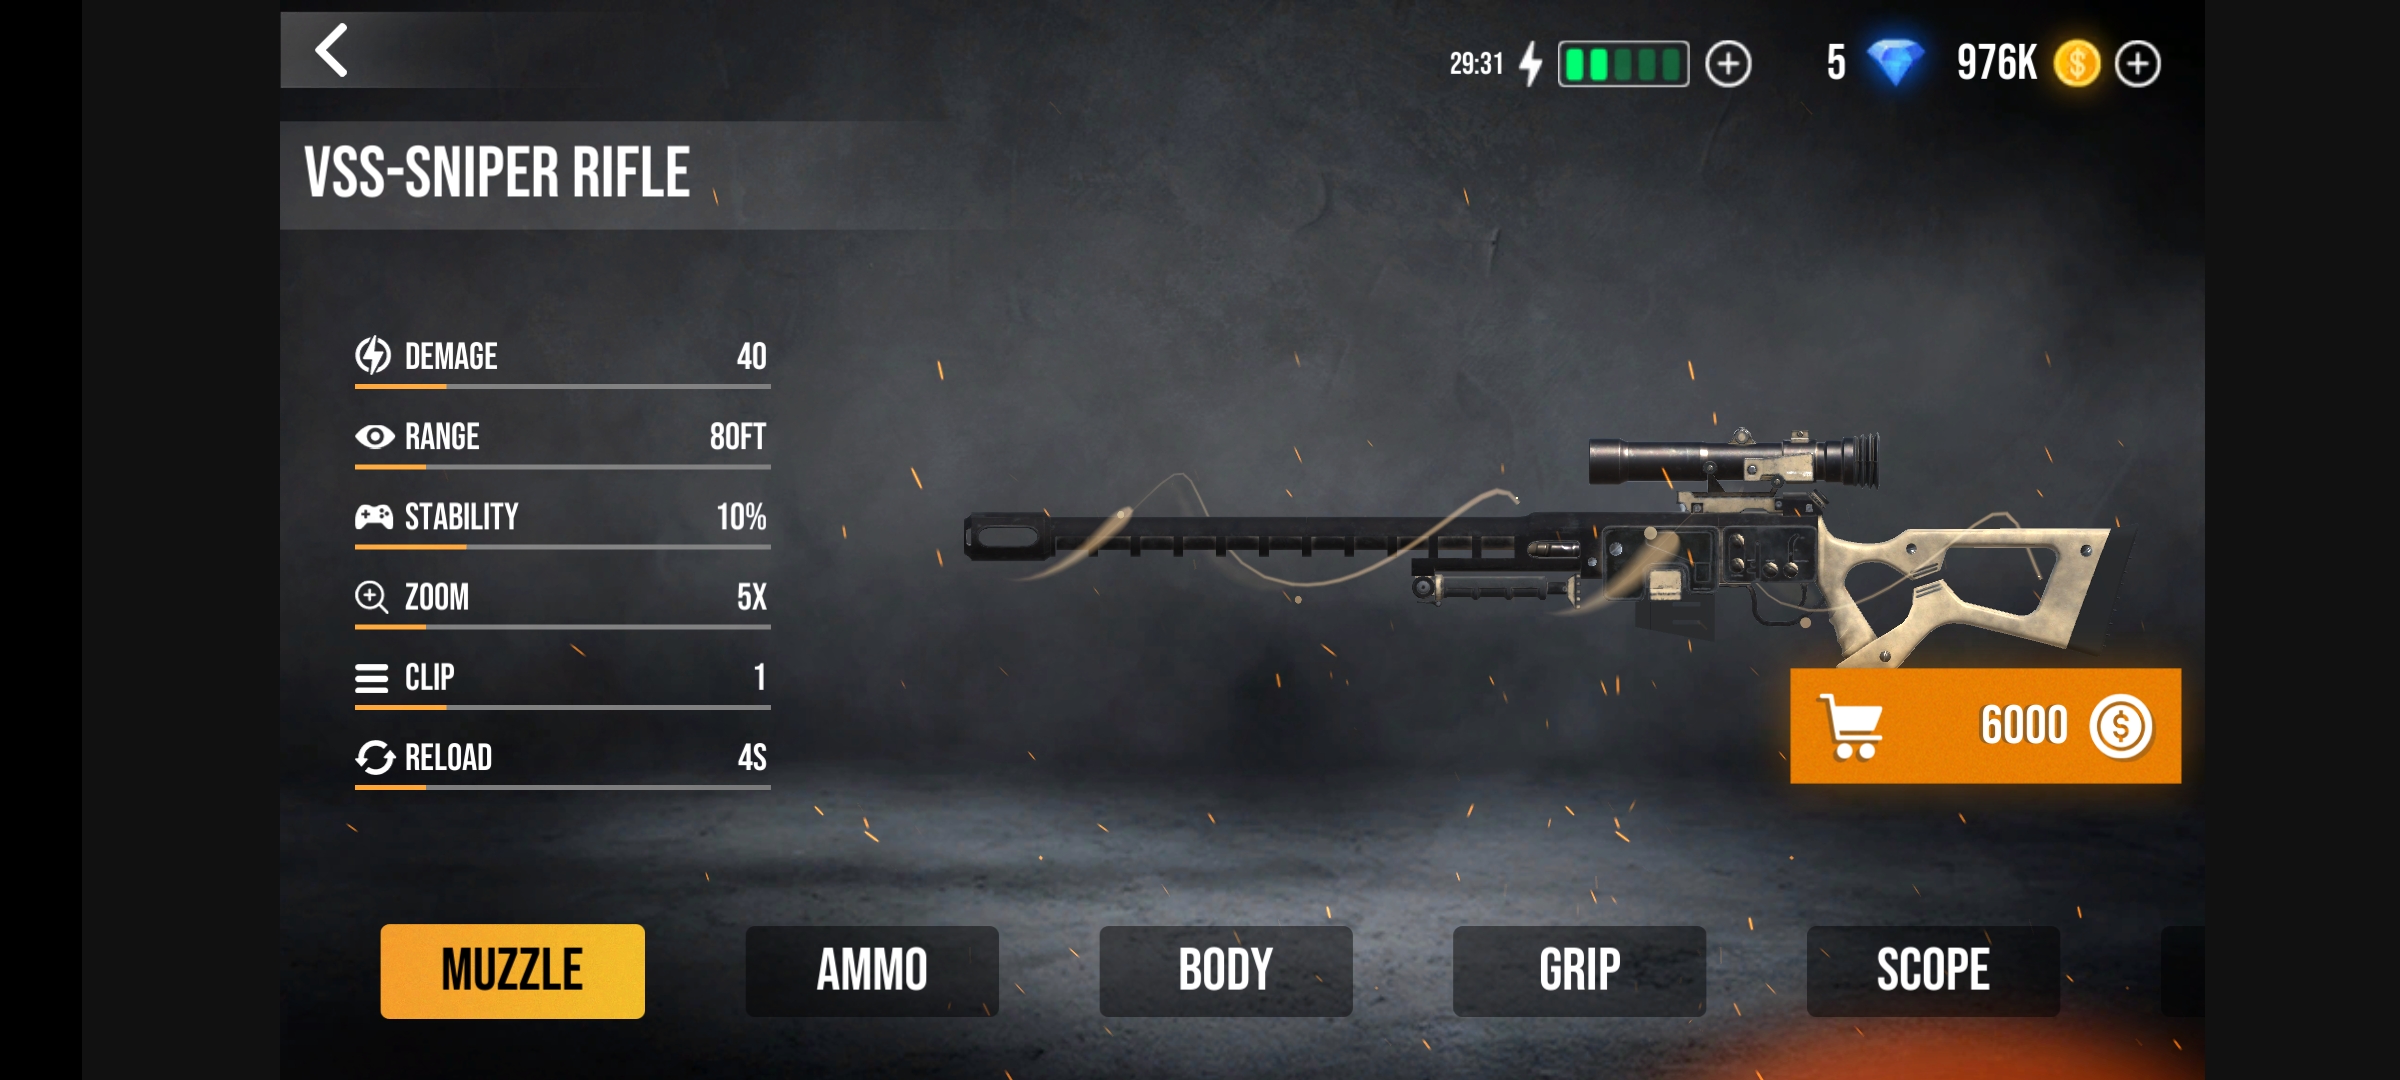 29:31
5
976K
VSS-SNIPER RIFLE
DEMAGE 40
RANGE 80FT
STABILITY 10%
ZOOM 5X
CLIP 1
RELOAD 4S
6000
MUZZLE AMMO BODY GRIP SCOPE